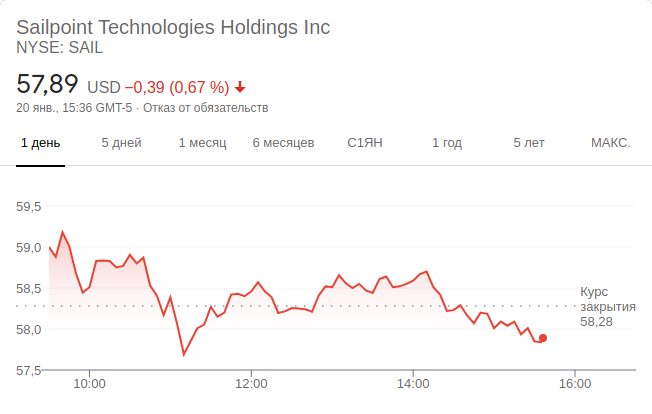 Sailpoint Technologies Holdings Inc
NYSE: SAIL
57,89 USD −0,39 (0,67 %)
20 янв., 15:36 GMT-5 · Отказ от обязательств
1 день 5 дней 1 месяц 6 месяцев С1ЯН 1 год 5 лет МАКС.
59,5
59,0
58,5
58,0
57,5
Курс
закрытия
58,28
10:00 12:00 14:00 16:00